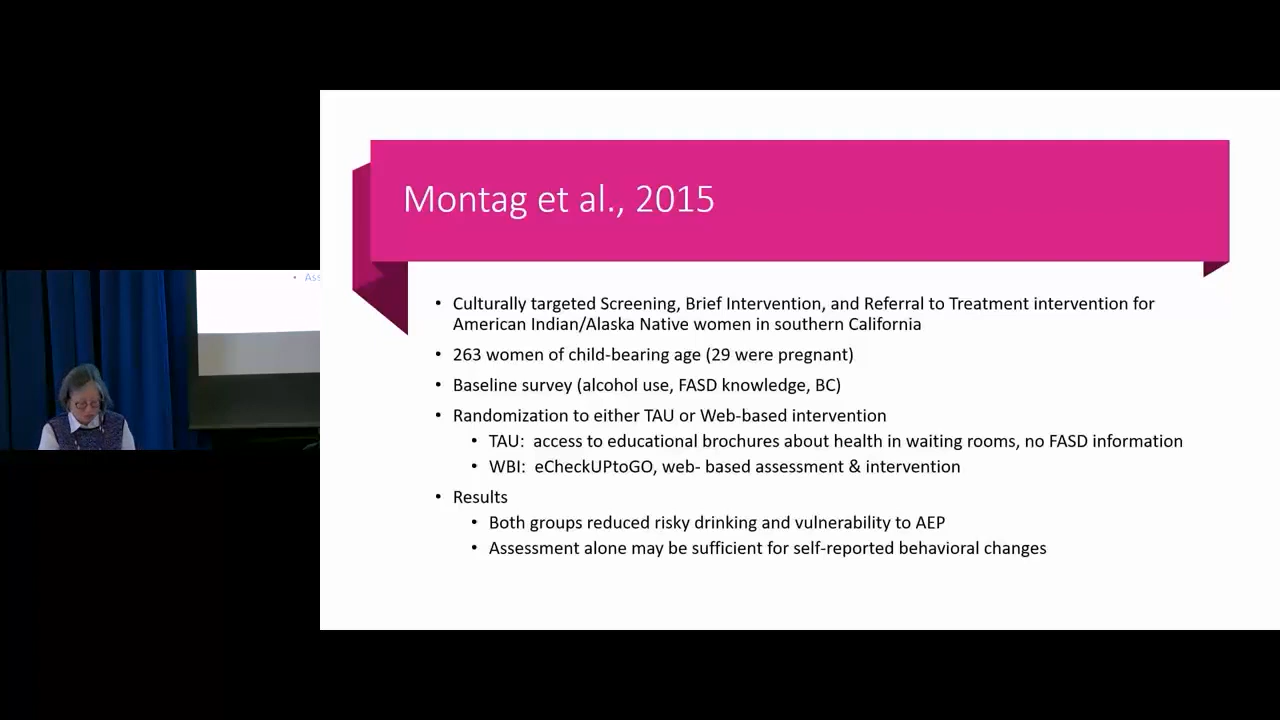 Montag et al., 2015
• Culturally targeted Screening, Brief Intervention, and Referral to Treatment intervention for
American Indian/Alaska Native women in southern California
• 263 women of child-bearing age (29 were pregnant)
• Baseline survey (alcohol use, FASD knowledge, BC)
• Randomization to either TAU or Web-based intervention
• TAU: access to educational brochures about health in waiting rooms, no FASD information
• WBI: eCheckUPtoGO, web- based assessment & intervention
• Results
• Both groups reduced risky drinking and vulnerability to AEP
• Assessment alone may be sufficient for self-reported behavioral changes
• Ass